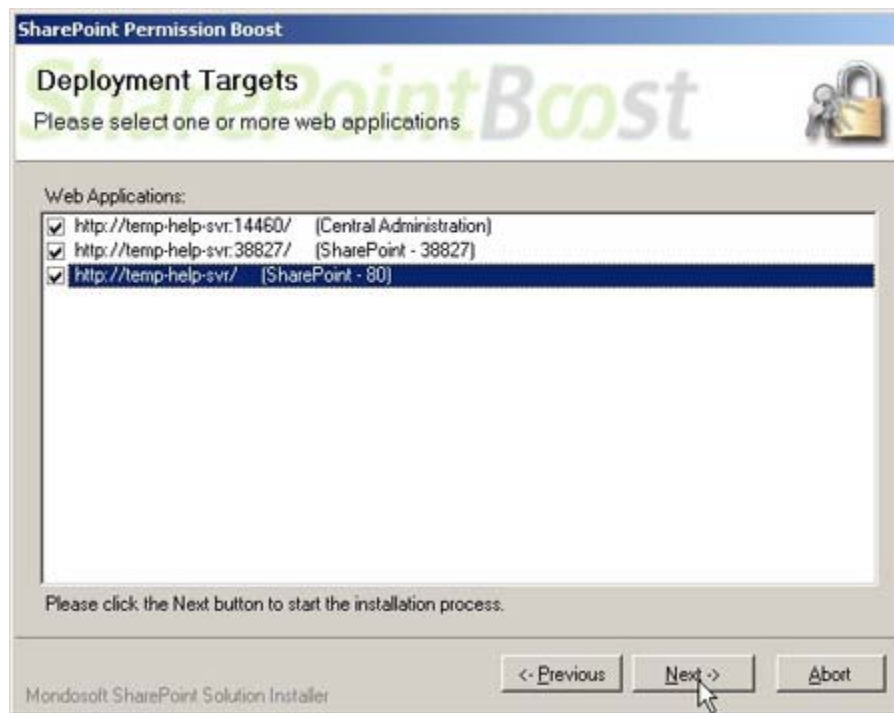 SharePoint Permission Boost
SharePointBoost
Deployment Targets
Please select one or more web applications
Web Applications:
http://temp-help-svr:14460/ (Central Administration)
http://temp-help-svr:38827/ (SharePoint - 38827)
http://temp-help-svr/ (SharePoint - 80)
Please click the Next button to start the installation process.
<- Previous
Next ->
Abort
Mondosoft SharePoint Solution Installer